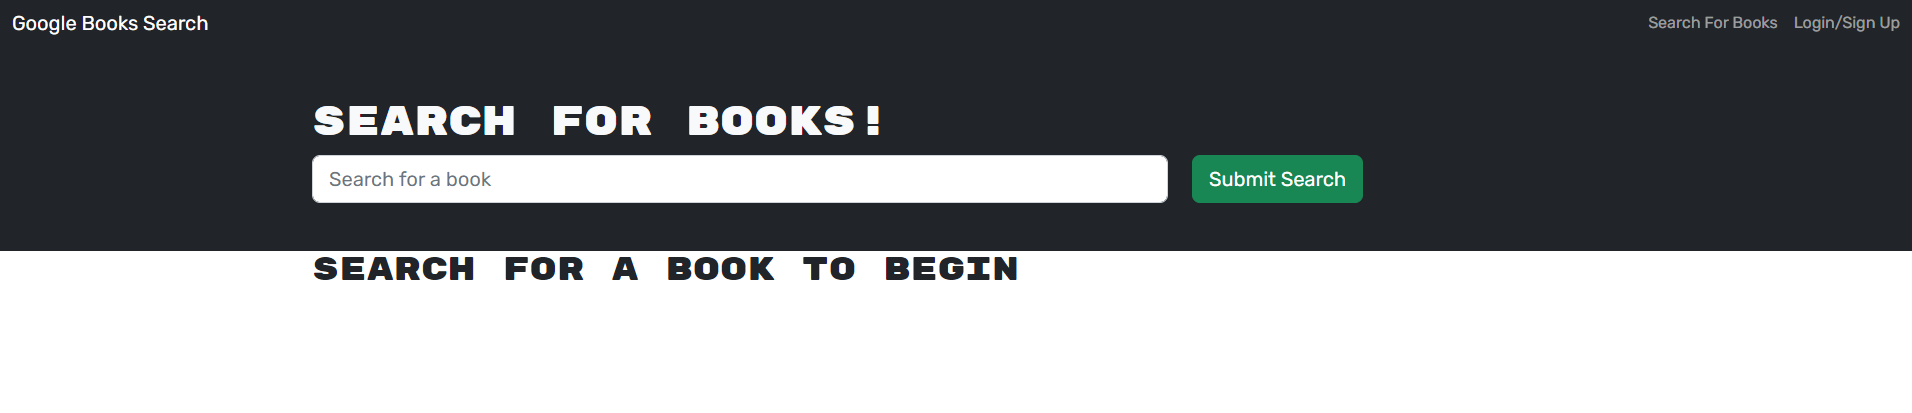 Google Books Search
Search For Books
Login/Sign Up
SEARCH FOR BOOKS!
Search for a book
Submit Search
SEARCH FOR A BOOK TO BEGIN